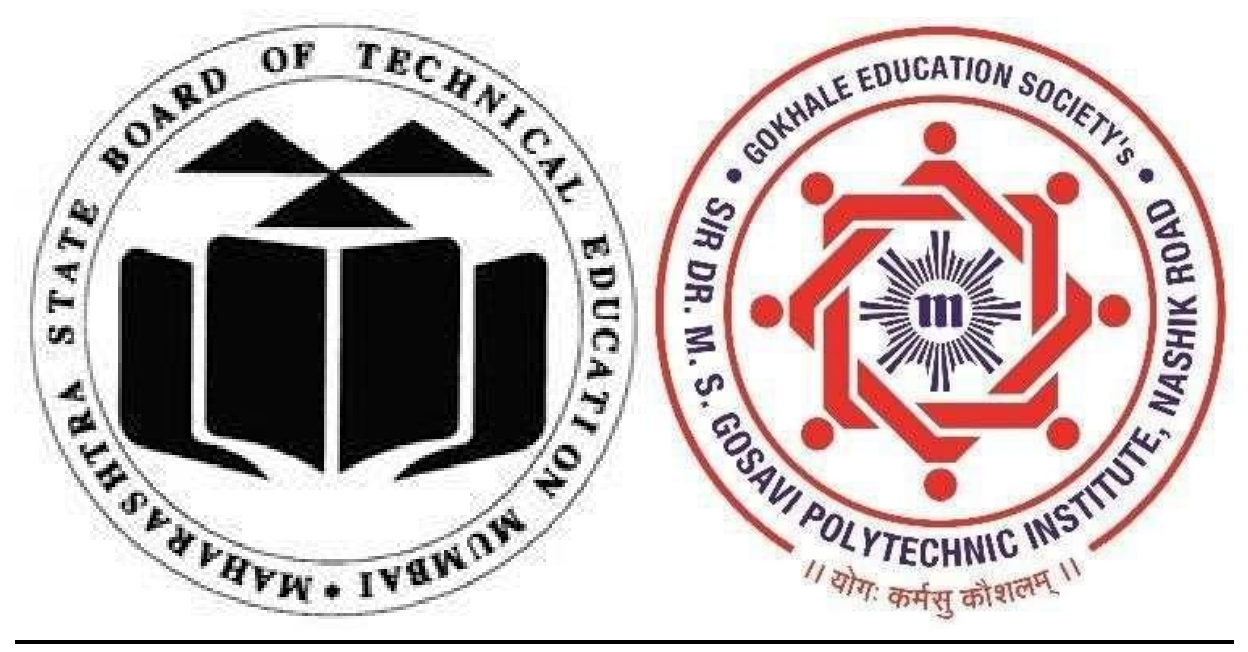 MAHARASHTRA STATE BOARD OF TECHNICAL EDUCATION MUMBAI •
• GOKHALE EDUCATION SOCIETY's •
SIR DR. M. S. GOSAVI POLYTECHNIC INSTITUTE, NASHIK ROAD
m
।। योगः कर्मसु कौशलम् ।।